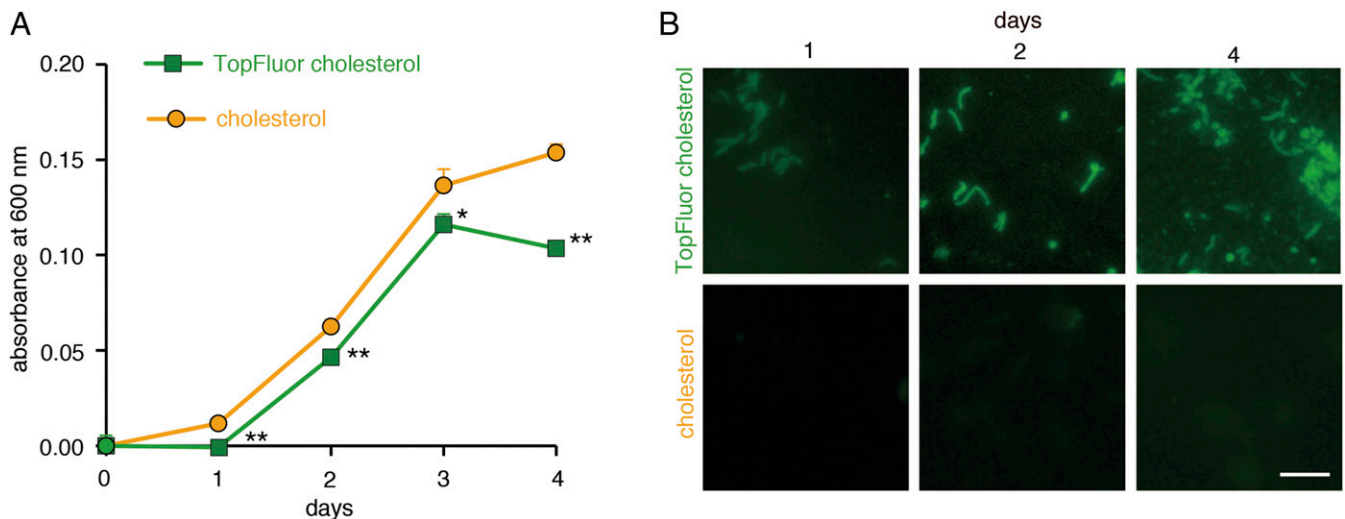 A
TopFluor cholesterol
cholesterol
absorbance at 600 nm
0.20
0.15
0.10
0.05
0.00
*
**
**
**
0
1
2
3
4
days
B
days
1
2
4
TopFluor cholesterol
cholesterol